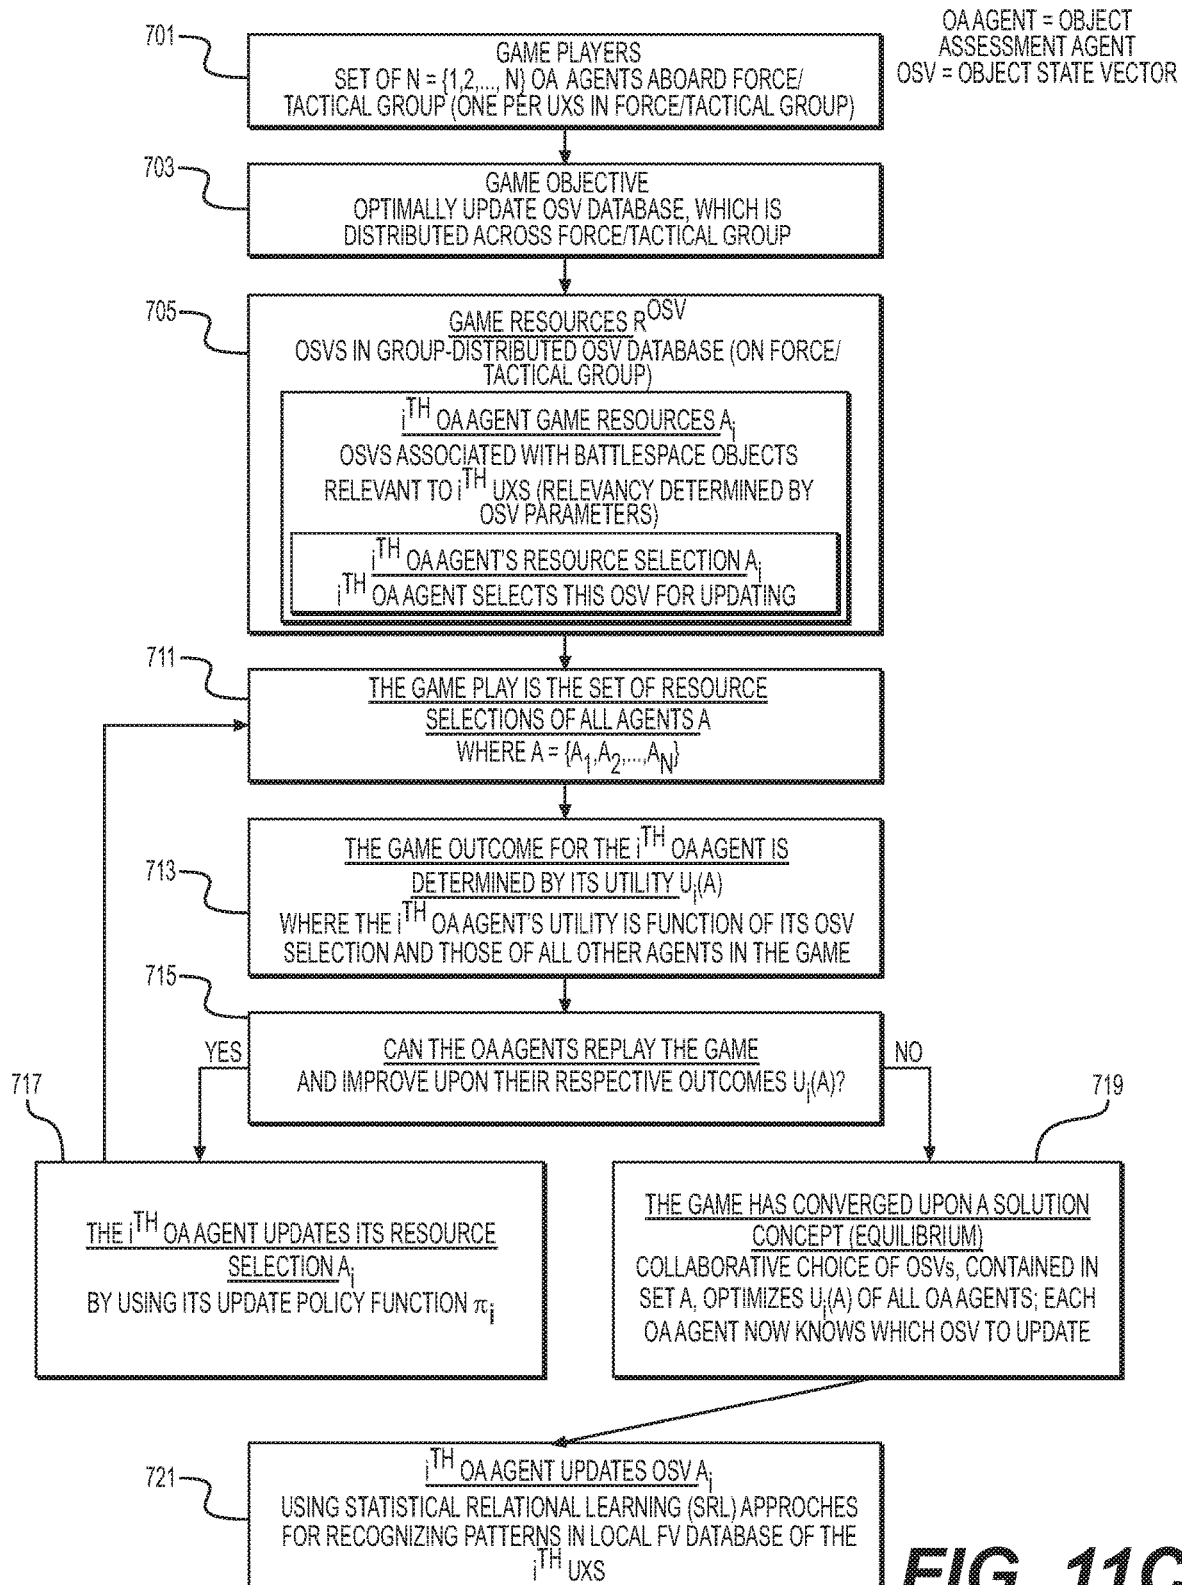 OA AGENT = OBJECT
ASSESSMENT AGENT
OSV = OBJECT STATE VECTOR
701
GAME PLAYERS
SET OF N = {1,2,..., N} OA AGENTS ABOARD FORCE/
TACTICAL GROUP (ONE PER UXS IN FORCE/TACTICAL GROUP)
703
GAME OBJECTIVE
OPTIMALLY UPDATE OSV DATABASE, WHICH IS
DISTRIBUTED ACROSS FORCE/TACTICAL GROUP
705
GAME RESOURCES R^OSV
OSVS IN GROUP-DISTRIBUTED OSV DATABASE (ON FORCE/
TACTICAL GROUP)
i^TH OA AGENT GAME RESOURCES A_i
OSVS ASSOCIATED WITH BATTLESPACE OBJECTS
RELEVANT TO i^TH UXS (RELEVANCY DETERMINED BY
OSV PARAMETERS)
i^TH OA AGENT'S RESOURCE SELECTION A_i
i^TH OA AGENT SELECTS THIS OSV FOR UPDATING
711
THE GAME PLAY IS THE SET OF RESOURCE
SELECTIONS OF ALL AGENTS A
WHERE A = {A_1,A_2,...,A_N}
713
THE GAME OUTCOME FOR THE i^TH OA AGENT IS
DETERMINED BY ITS UTILITY U_i(A)
WHERE THE i^TH OA AGENT'S UTILITY IS FUNCTION OF ITS OSV
SELECTION AND THOSE OF ALL OTHER AGENTS IN THE GAME
715
CAN THE OA AGENTS REPLAY THE GAME
AND IMPROVE UPON THEIR RESPECTIVE OUTCOMES U_i(A)?
YES
NO
717
THE i^TH OA AGENT UPDATES ITS RESOURCE
SELECTION A_i
BY USING ITS UPDATE POLICY FUNCTION π_i
719
THE GAME HAS CONVERGED UPON A SOLUTION
CONCEPT (EQUILIBRIUM)
COLLABORATIVE CHOICE OF OSVs, CONTAINED IN
SET A, OPTIMIZES U_i(A) OF ALL OA AGENTS; EACH
OA AGENT NOW KNOWS WHICH OSV TO UPDATE
721
i^TH OA AGENT UPDATES OSV A_i
USING STATISTICAL RELATIONAL LEARNING (SRL) APPROCHES
FOR RECOGNIZING PATTERNS IN LOCAL FV DATABASE OF THE
i^TH UXS
FIG. 11C